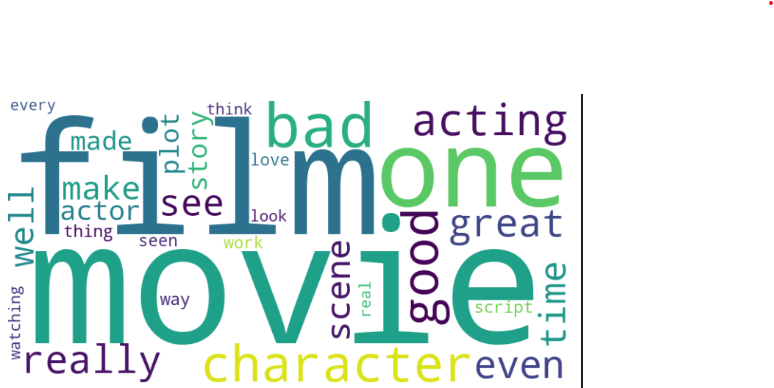 every
think
made
plot
story
bad
acting
film
one
love
make
actor
see
look
well
thing
seen
work
good
great
movie
scene
way
real
script
time
watching
really
character
even